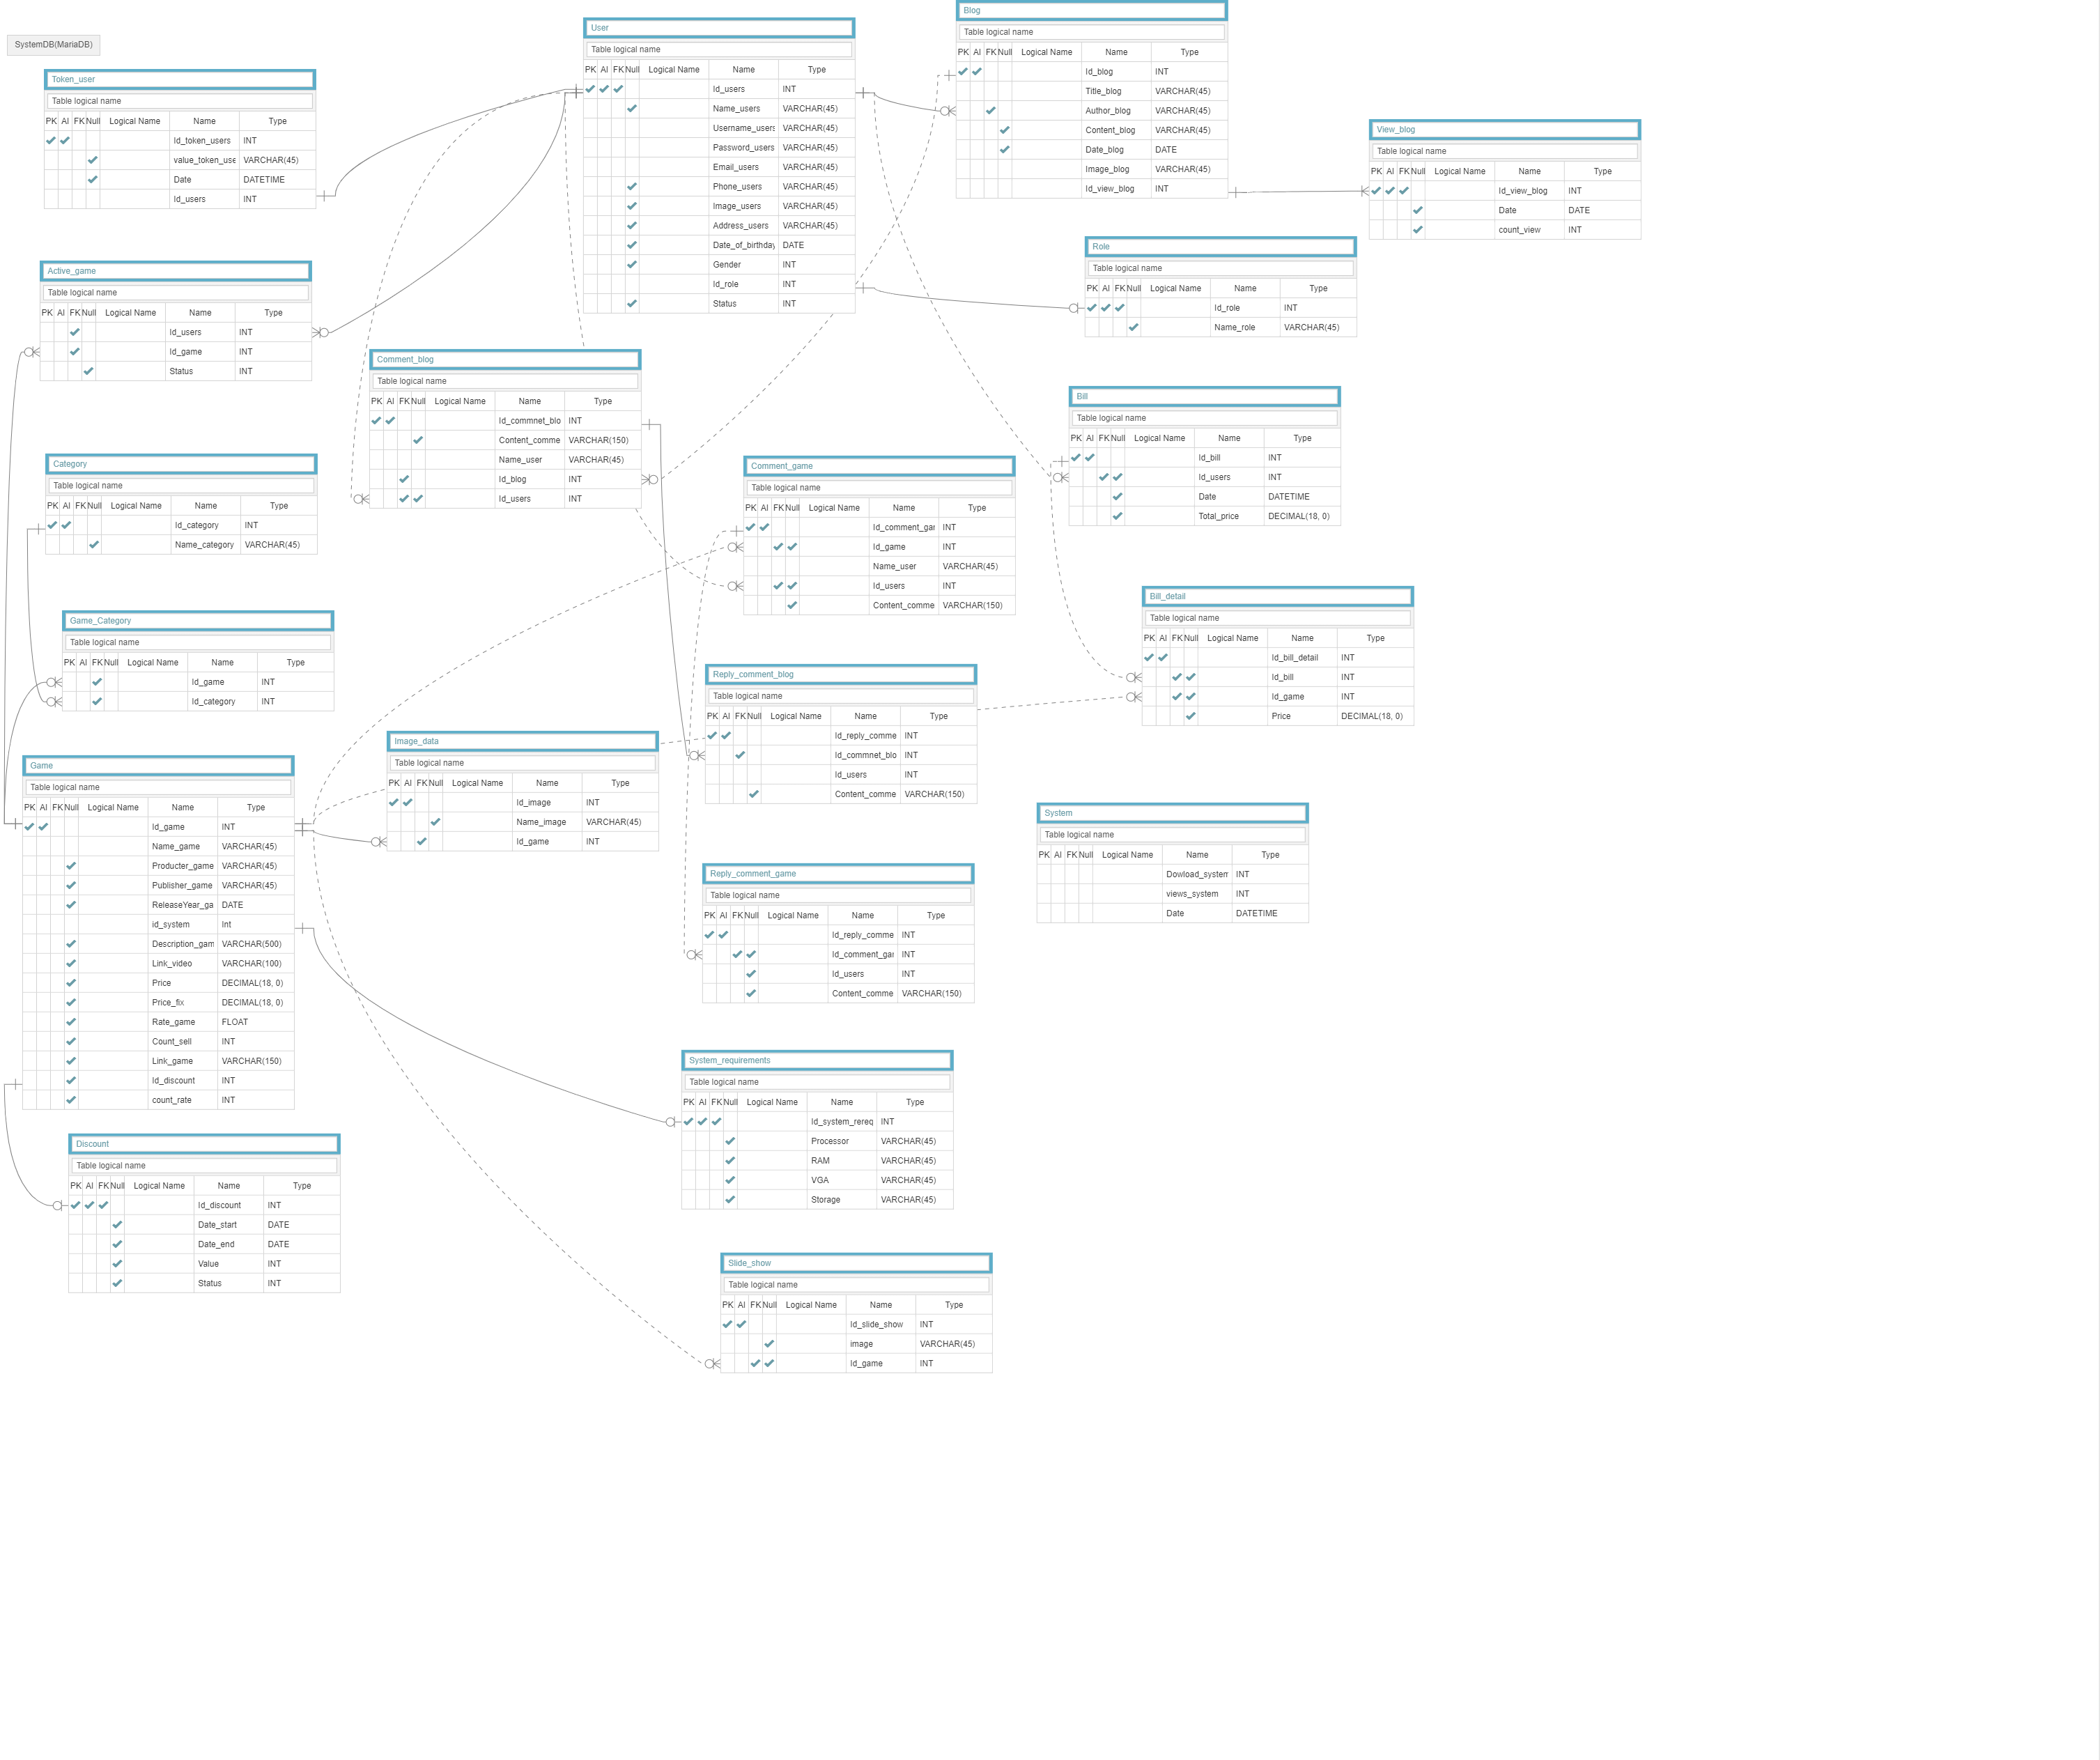 SystemDB(MariaDB)
Token_user
Table logical name
PK AI FK Null Logical Name Name Type
Id_token_users INT
value_token_use VARCHAR(45)
Date DATETIME
Id_users INT
User
Table logical name
PK AI FK Null Logical Name Name Type
Id_users INT
Name_users VARCHAR(45)
Username_users VARCHAR(45)
Password_users VARCHAR(45)
Email_users VARCHAR(45)
Phone_users VARCHAR(45)
Image_users VARCHAR(45)
Address_users VARCHAR(45)
Date_of_birthday DATE
Gender INT
Id_role INT
Status INT
Blog
Table logical name
PK AI FK Null Logical Name Name Type
Id_blog INT
Title_blog VARCHAR(45)
Author_blog VARCHAR(45)
Content_blog VARCHAR(45)
Date_blog DATE
Image_blog VARCHAR(45)
Id_view_blog INT
View_blog
Table logical name
PK AI FK Null Logical Name Name Type
Id_view_blog INT
Date DATE
count_view INT
Role
Table logical name
PK AI FK Null Logical Name Name Type
Id_role INT
Name_role VARCHAR(45)
Active_game
Table logical name
PK AI FK Null Logical Name Name Type
Id_users INT
Id_game INT
Status INT
Comment_blog
Table logical name
PK AI FK Null Logical Name Name Type
Id_commnet_blo INT
Content_comme VARCHAR(150)
Name_user VARCHAR(45)
Id_blog INT
Id_users INT
Bill
Table logical name
PK AI FK Null Logical Name Name Type
Id_bill INT
Id_users INT
Date DATETIME
Total_price DECIMAL(18, 0)
Category
Table logical name
PK AI FK Null Logical Name Name Type
Id_category INT
Name_category VARCHAR(45)
Comment_game
Table logical name
PK AI FK Null Logical Name Name Type
Id_comment_gar INT
Id_game INT
Name_user VARCHAR(45)
Id_users INT
Content_comme VARCHAR(150)
Bill_detail
Table logical name
PK AI FK Null Logical Name Name Type
Id_bill_detail INT
Id_bill INT
Id_game INT
Price DECIMAL(18, 0)
Game_Category
Table logical name
PK AI FK Null Logical Name Name Type
Id_game INT
Id_category INT
Reply_comment_blog
Table logical name
PK AI FK Null Logical Name Name Type
Id_reply_comme INT
Id_commnet_blo INT
Id_users INT
Content_comme VARCHAR(150)
Image_data
Table logical name
PK AI FK Null Logical Name Name Type
Id_image INT
Name_image VARCHAR(45)
Id_game INT
Game
Table logical name
PK AI FK Null Logical Name Name Type
Id_game INT
Name_game VARCHAR(45)
Producter_game VARCHAR(45)
Publisher_game VARCHAR(45)
ReleaseYear_ga DATE
id_system Int
Description_gam VARCHAR(500)
Link_video VARCHAR(100)
Price DECIMAL(18, 0)
Price_fix DECIMAL(18, 0)
Rate_game FLOAT
Count_sell INT
Link_game VARCHAR(150)
Id_discount INT
count_rate INT
System
Table logical name
PK AI FK Null Logical Name Name Type
Dowload_system INT
views_system INT
Date DATETIME
Reply_comment_game
Table logical name
PK AI FK Null Logical Name Name Type
Id_reply_comme INT
Id_comment_gar INT
Id_users INT
Content_comme VARCHAR(150)
System_requirements
Table logical name
PK AI FK Null Logical Name Name Type
Id_system_rereq INT
Processor VARCHAR(45)
RAM VARCHAR(45)
VGA VARCHAR(45)
Storage VARCHAR(45)
Discount
Table logical name
PK AI FK Null Logical Name Name Type
Id_discount INT
Date_start DATE
Date_end DATE
Value INT
Status INT
Slide_show
Table logical name
PK AI FK Null Logical Name Name Type
Id_slide_show INT
image VARCHAR(45)
Id_game INT